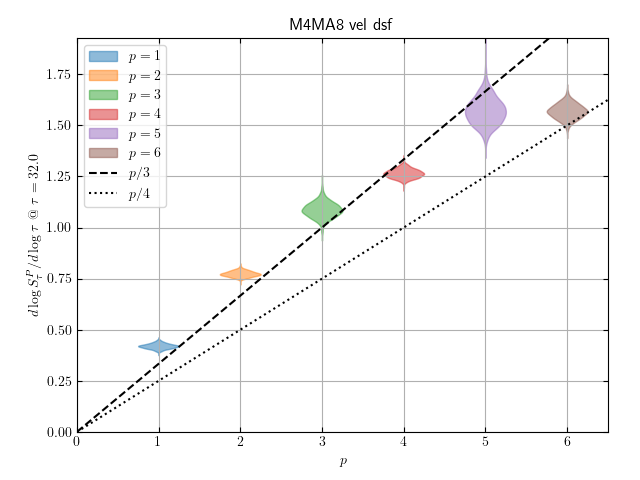 M4MA8 vel dsf
d log S_τ^P / d log τ @ τ = 32.0
1.75
1.50
1.25
1.00
0.75
0.50
0.25
0.00
p = 1
p = 2
p = 3
p = 4
p = 5
p = 6
p/3
p/4
0 1 2 3 4 5 6
p